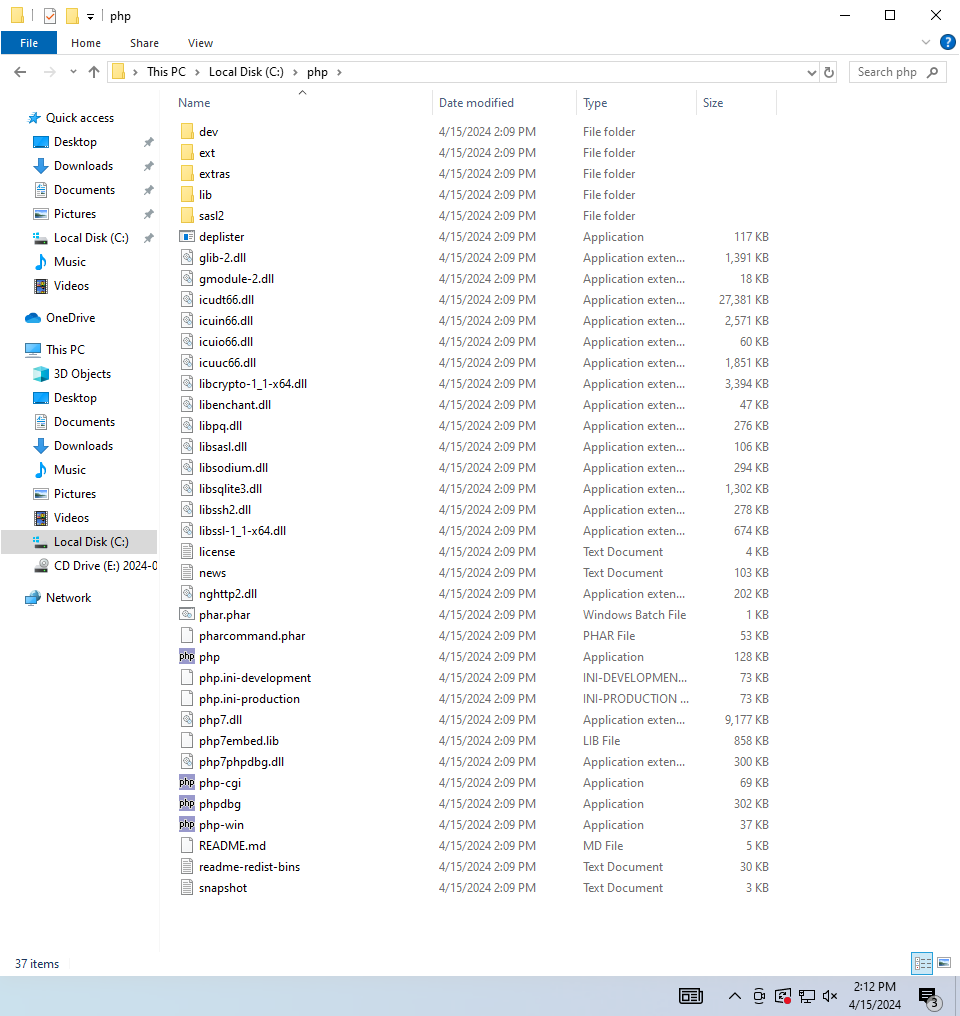 php
File Home Share View
This PC Local Disk (C:) php Search php
Name Date modified Type Size
Quick access
Desktop
Downloads
Documents
Pictures
Local Disk (C:)
Music
Videos
OneDrive
This PC
3D Objects
Desktop
Documents
Downloads
Music
Pictures
Videos
Local Disk (C:)
CD Drive (E:) 2024-0
Network
dev 4/15/2024 2:09 PM File folder
ext 4/15/2024 2:09 PM File folder
extras 4/15/2024 2:09 PM File folder
lib 4/15/2024 2:09 PM File folder
sasl2 4/15/2024 2:09 PM File folder
deplister 4/15/2024 2:09 PM Application 117 KB
glib-2.dll 4/15/2024 2:09 PM Application exten... 1,391 KB
gmodule-2.dll 4/15/2024 2:09 PM Application exten... 18 KB
icudt66.dll 4/15/2024 2:09 PM Application exten... 27,381 KB
icuin66.dll 4/15/2024 2:09 PM Application exten... 2,571 KB
icuio66.dll 4/15/2024 2:09 PM Application exten... 60 KB
icuuc66.dll 4/15/2024 2:09 PM Application exten... 1,851 KB
libcrypto-1_1-x64.dll 4/15/2024 2:09 PM Application exten... 3,394 KB
libenchant.dll 4/15/2024 2:09 PM Application exten... 47 KB
libpq.dll 4/15/2024 2:09 PM Application exten... 276 KB
libsasl.dll 4/15/2024 2:09 PM Application exten... 106 KB
libsodium.dll 4/15/2024 2:09 PM Application exten... 294 KB
libsqlite3.dll 4/15/2024 2:09 PM Application exten... 1,302 KB
libssh2.dll 4/15/2024 2:09 PM Application exten... 278 KB
libssl-1_1-x64.dll 4/15/2024 2:09 PM Application exten... 674 KB
license 4/15/2024 2:09 PM Text Document 4 KB
news 4/15/2024 2:09 PM Text Document 103 KB
nghttp2.dll 4/15/2024 2:09 PM Application exten... 202 KB
phar.phar 4/15/2024 2:09 PM Windows Batch File 1 KB
pharcommand.phar 4/15/2024 2:09 PM PHAR File 53 KB
php php 4/15/2024 2:09 PM Application 128 KB
php.ini-development 4/15/2024 2:09 PM INI-DEVELOPMEN... 73 KB
php.ini-production 4/15/2024 2:09 PM INI-PRODUCTION ... 73 KB
php7.dll 4/15/2024 2:09 PM Application exten... 9,177 KB
php7embed.lib 4/15/2024 2:09 PM LIB File 858 KB
php7phpdbg.dll 4/15/2024 2:09 PM Application exten... 300 KB
php php-cgi 4/15/2024 2:09 PM Application 69 KB
php phpdbg 4/15/2024 2:09 PM Application 302 KB
php php-win 4/15/2024 2:09 PM Application 37 KB
README.md 4/15/2024 2:09 PM MD File 5 KB
readme-redist-bins 4/15/2024 2:09 PM Text Document 30 KB
snapshot 4/15/2024 2:09 PM Text Document 3 KB
37 items
2:12 PM
4/15/2024
3